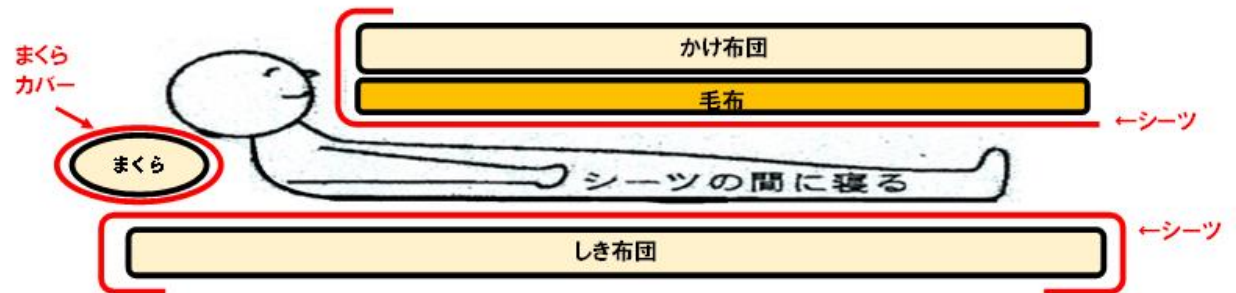 かけ布団
まくら
カバー
毛布
←シーツ
まくら
シーツの間に寝る
←シーツ
しき布団